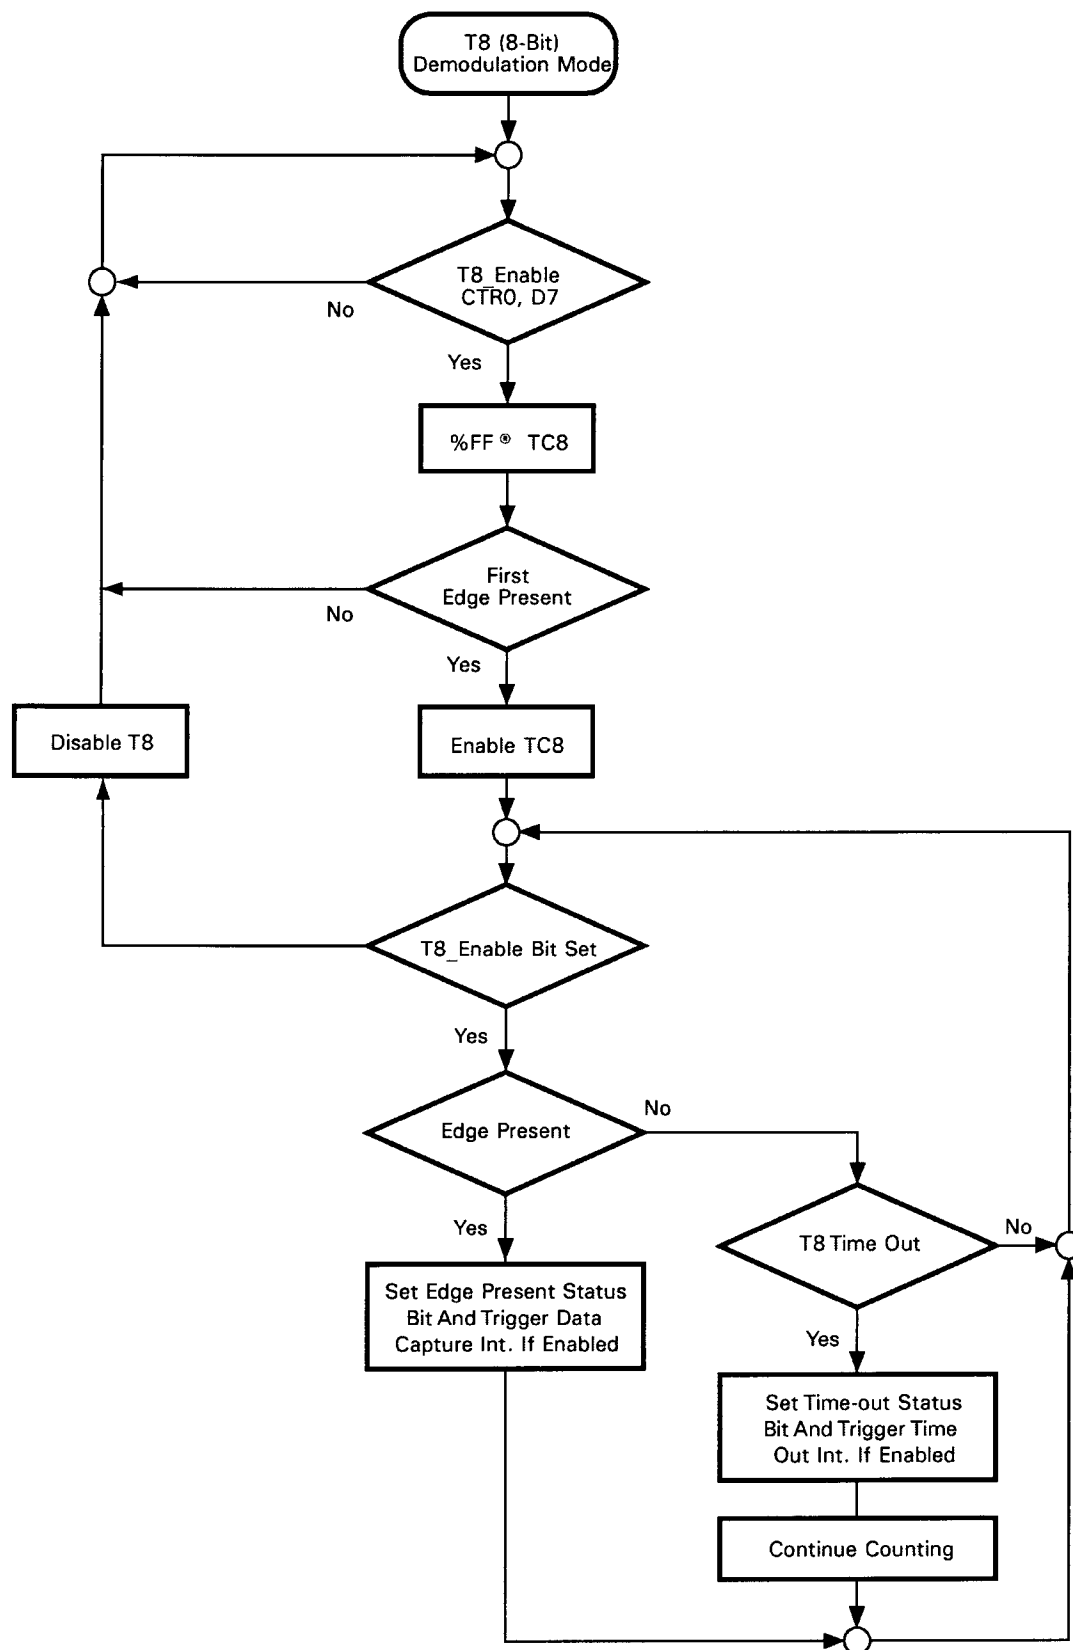 T8 (8-Bit)
Demodulation Mode
T8_Enable
CTR0, D7
No
Yes
%FF ® TC8
First
Edge Present
No
Yes
Disable T8
Enable TC8
T8_Enable Bit Set
Yes
Edge Present
No
Yes
T8 Time Out
No
Set Edge Present Status
Bit And Trigger Data
Capture Int. If Enabled
Yes
Set Time-out Status
Bit And Trigger Time
Out Int. If Enabled
Continue Counting